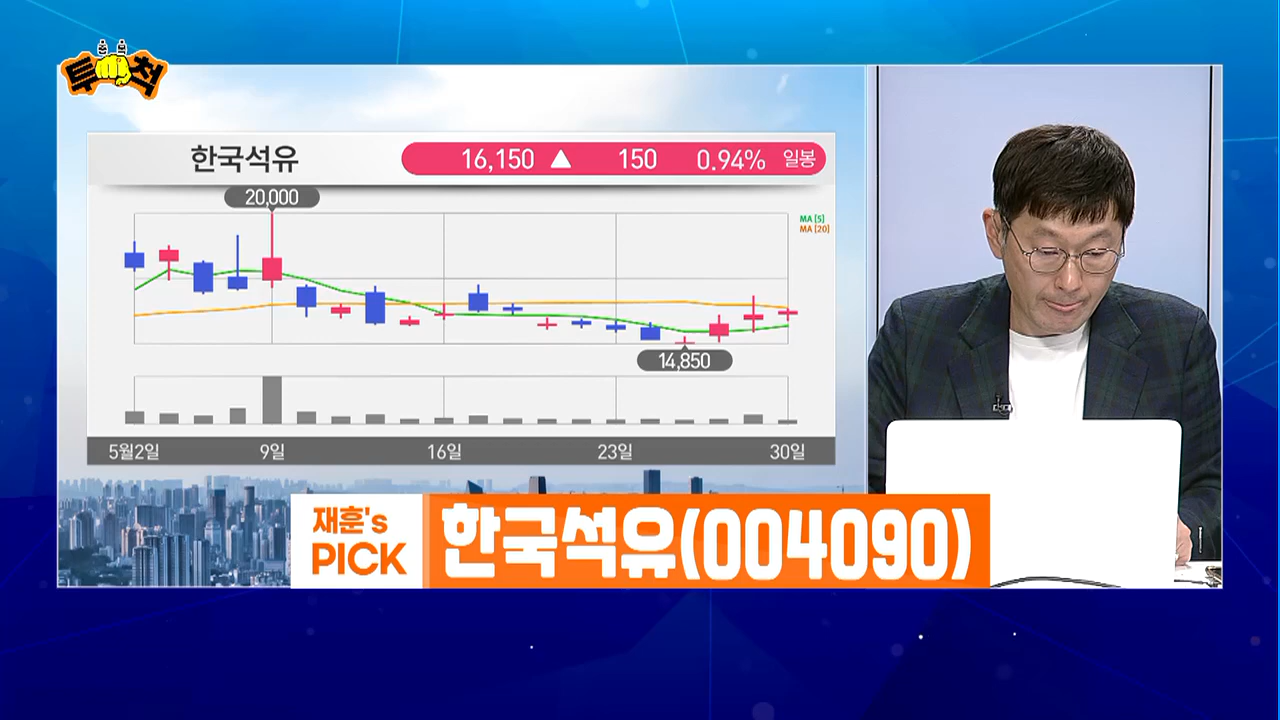 투척
한국석유
16,150 ▲ 150 0.94% 일봉
20,000
MA [5]
MA [20]
14,850
5월2일 9일 16일 23일 30일
재훈's
PICK
한국석유(004090)